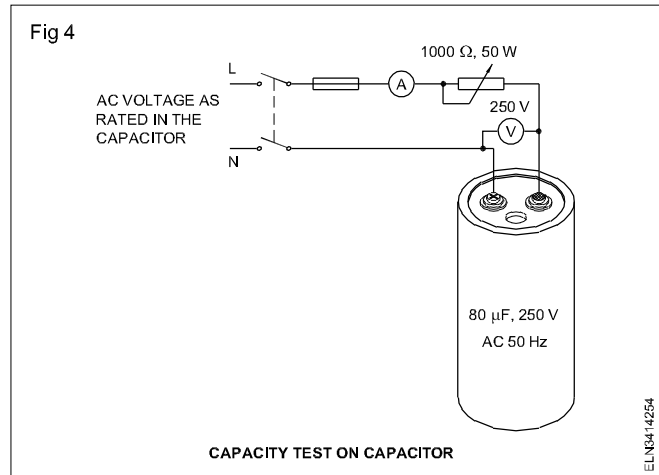 Fig 4
1000 Ω, 50 W
L
A
250 V
AC VOLTAGE AS
RATED IN THE
CAPACITOR
V
N
80 μF, 250 V
AC 50 Hz
CAPACITY TEST ON CAPACITOR
ELN3414254